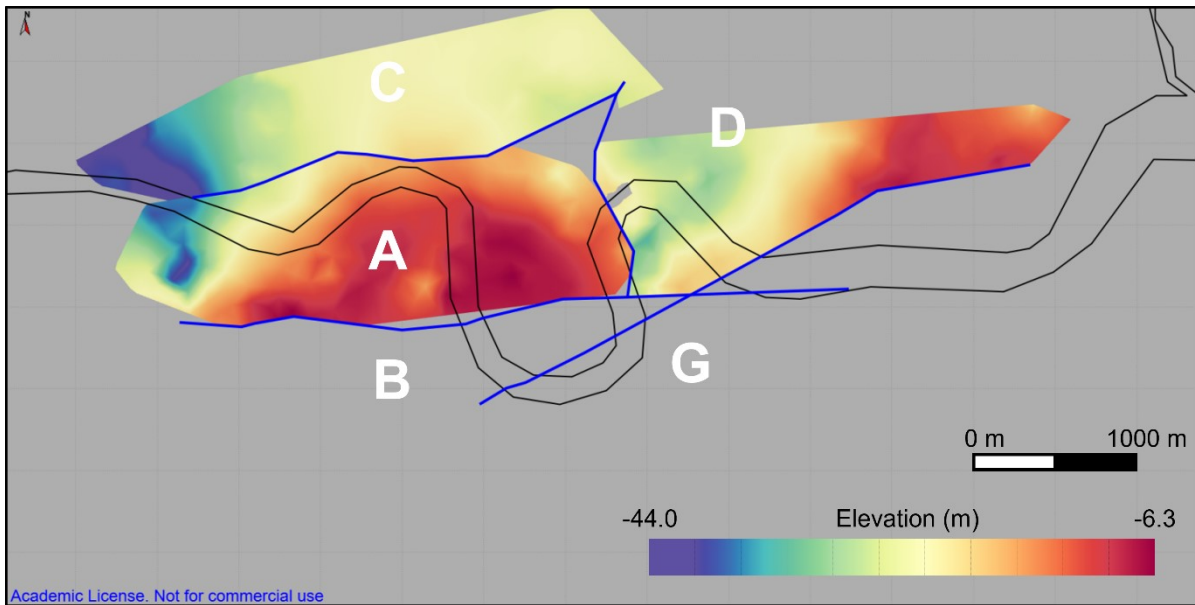 N
C
D
A
B
G
0 m 1000 m
-44.0 Elevation (m) -6.3
Academic License. Not for commercial use